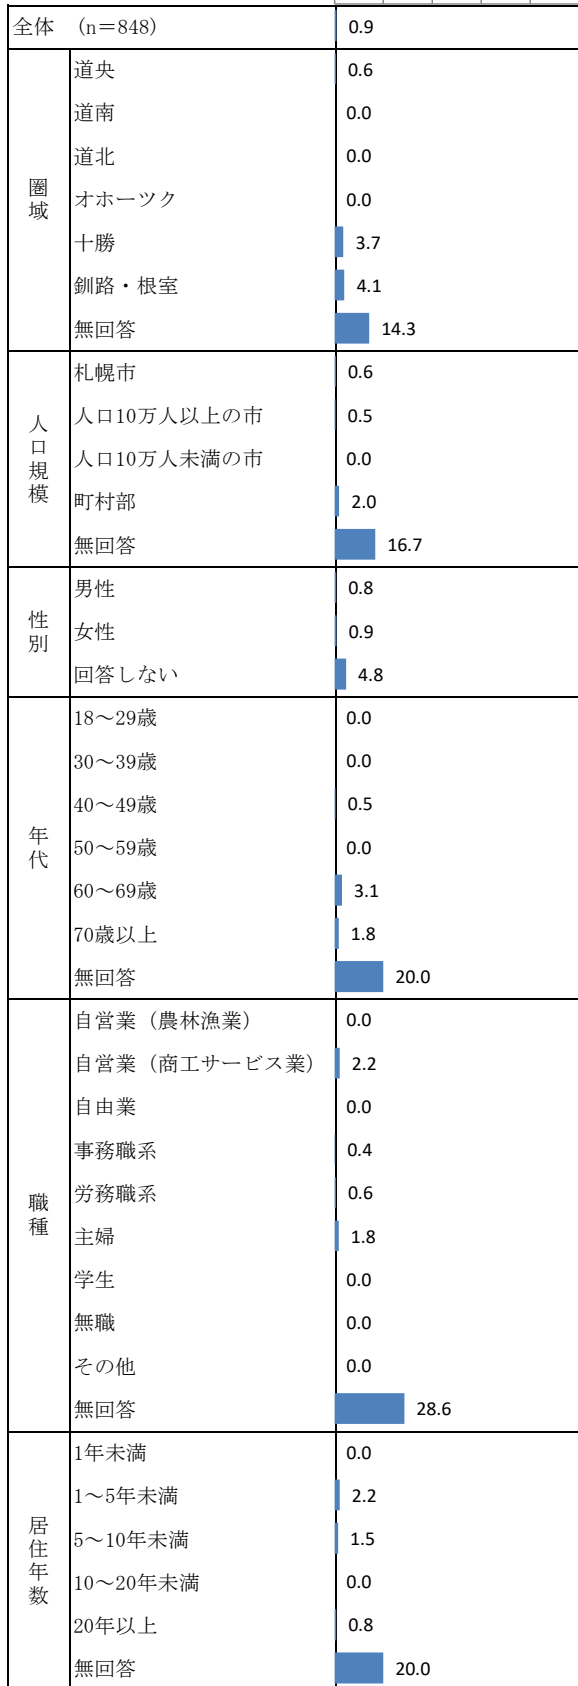 全体 (n＝848) 0.9
圏域
道央 0.6
道南 0.0
道北 0.0
オホーツク 0.0
十勝 3.7
釧路・根室 4.1
無回答 14.3
人口規模
札幌市 0.6
人口10万人以上の市 0.5
人口10万人未満の市 0.0
町村部 2.0
無回答 16.7
性別
男性 0.8
女性 0.9
回答しない 4.8
年代
18～29歳 0.0
30～39歳 0.0
40～49歳 0.5
50～59歳 0.0
60～69歳 3.1
70歳以上 1.8
無回答 20.0
職種
自営業（農林漁業） 0.0
自営業（商工サービス業） 2.2
自由業 0.0
事務職系 0.4
労務職系 0.6
主婦 1.8
学生 0.0
無職 0.0
その他 0.0
無回答 28.6
居住年数
1年未満 0.0
1～5年未満 2.2
5～10年未満 1.5
10～20年未満 0.0
20年以上 0.8
無回答 20.0